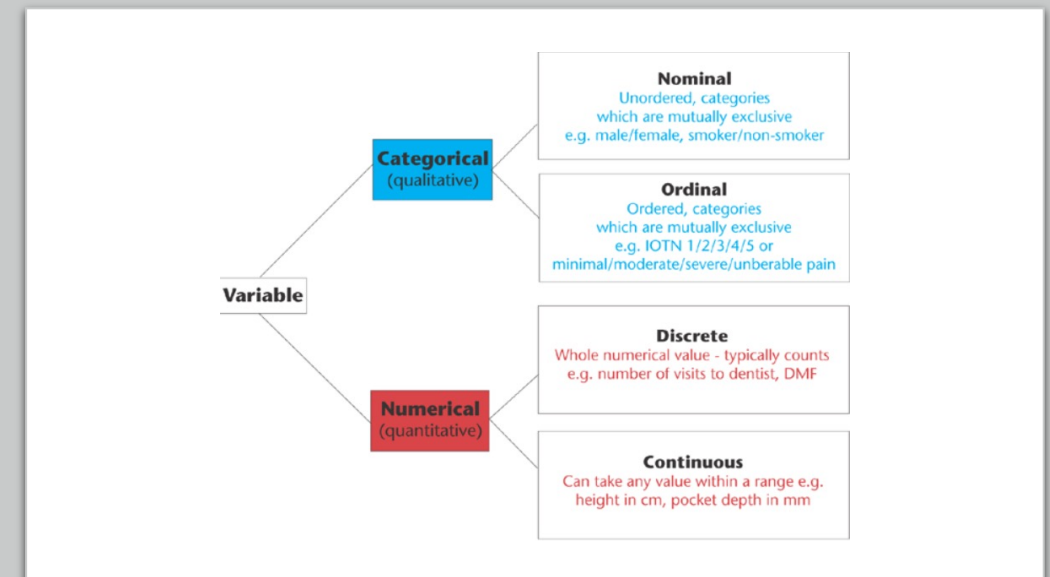 Nominal
Unordered, categories
which are mutually exclusive
e.g. male/female, smoker/non-smoker
Categorical
(qualitative)
Ordinal
Ordered, categories
which are mutually exclusive
e.g. IOTN 1/2/3/4/5 or
minimal/moderate/severe/unberable pain
Variable
Discrete
Whole numerical value - typically counts
e.g. number of visits to dentist, DMF
Numerical
(quantitative)
Continuous
Can take any value within a range e.g.
height in cm, pocket depth in mm